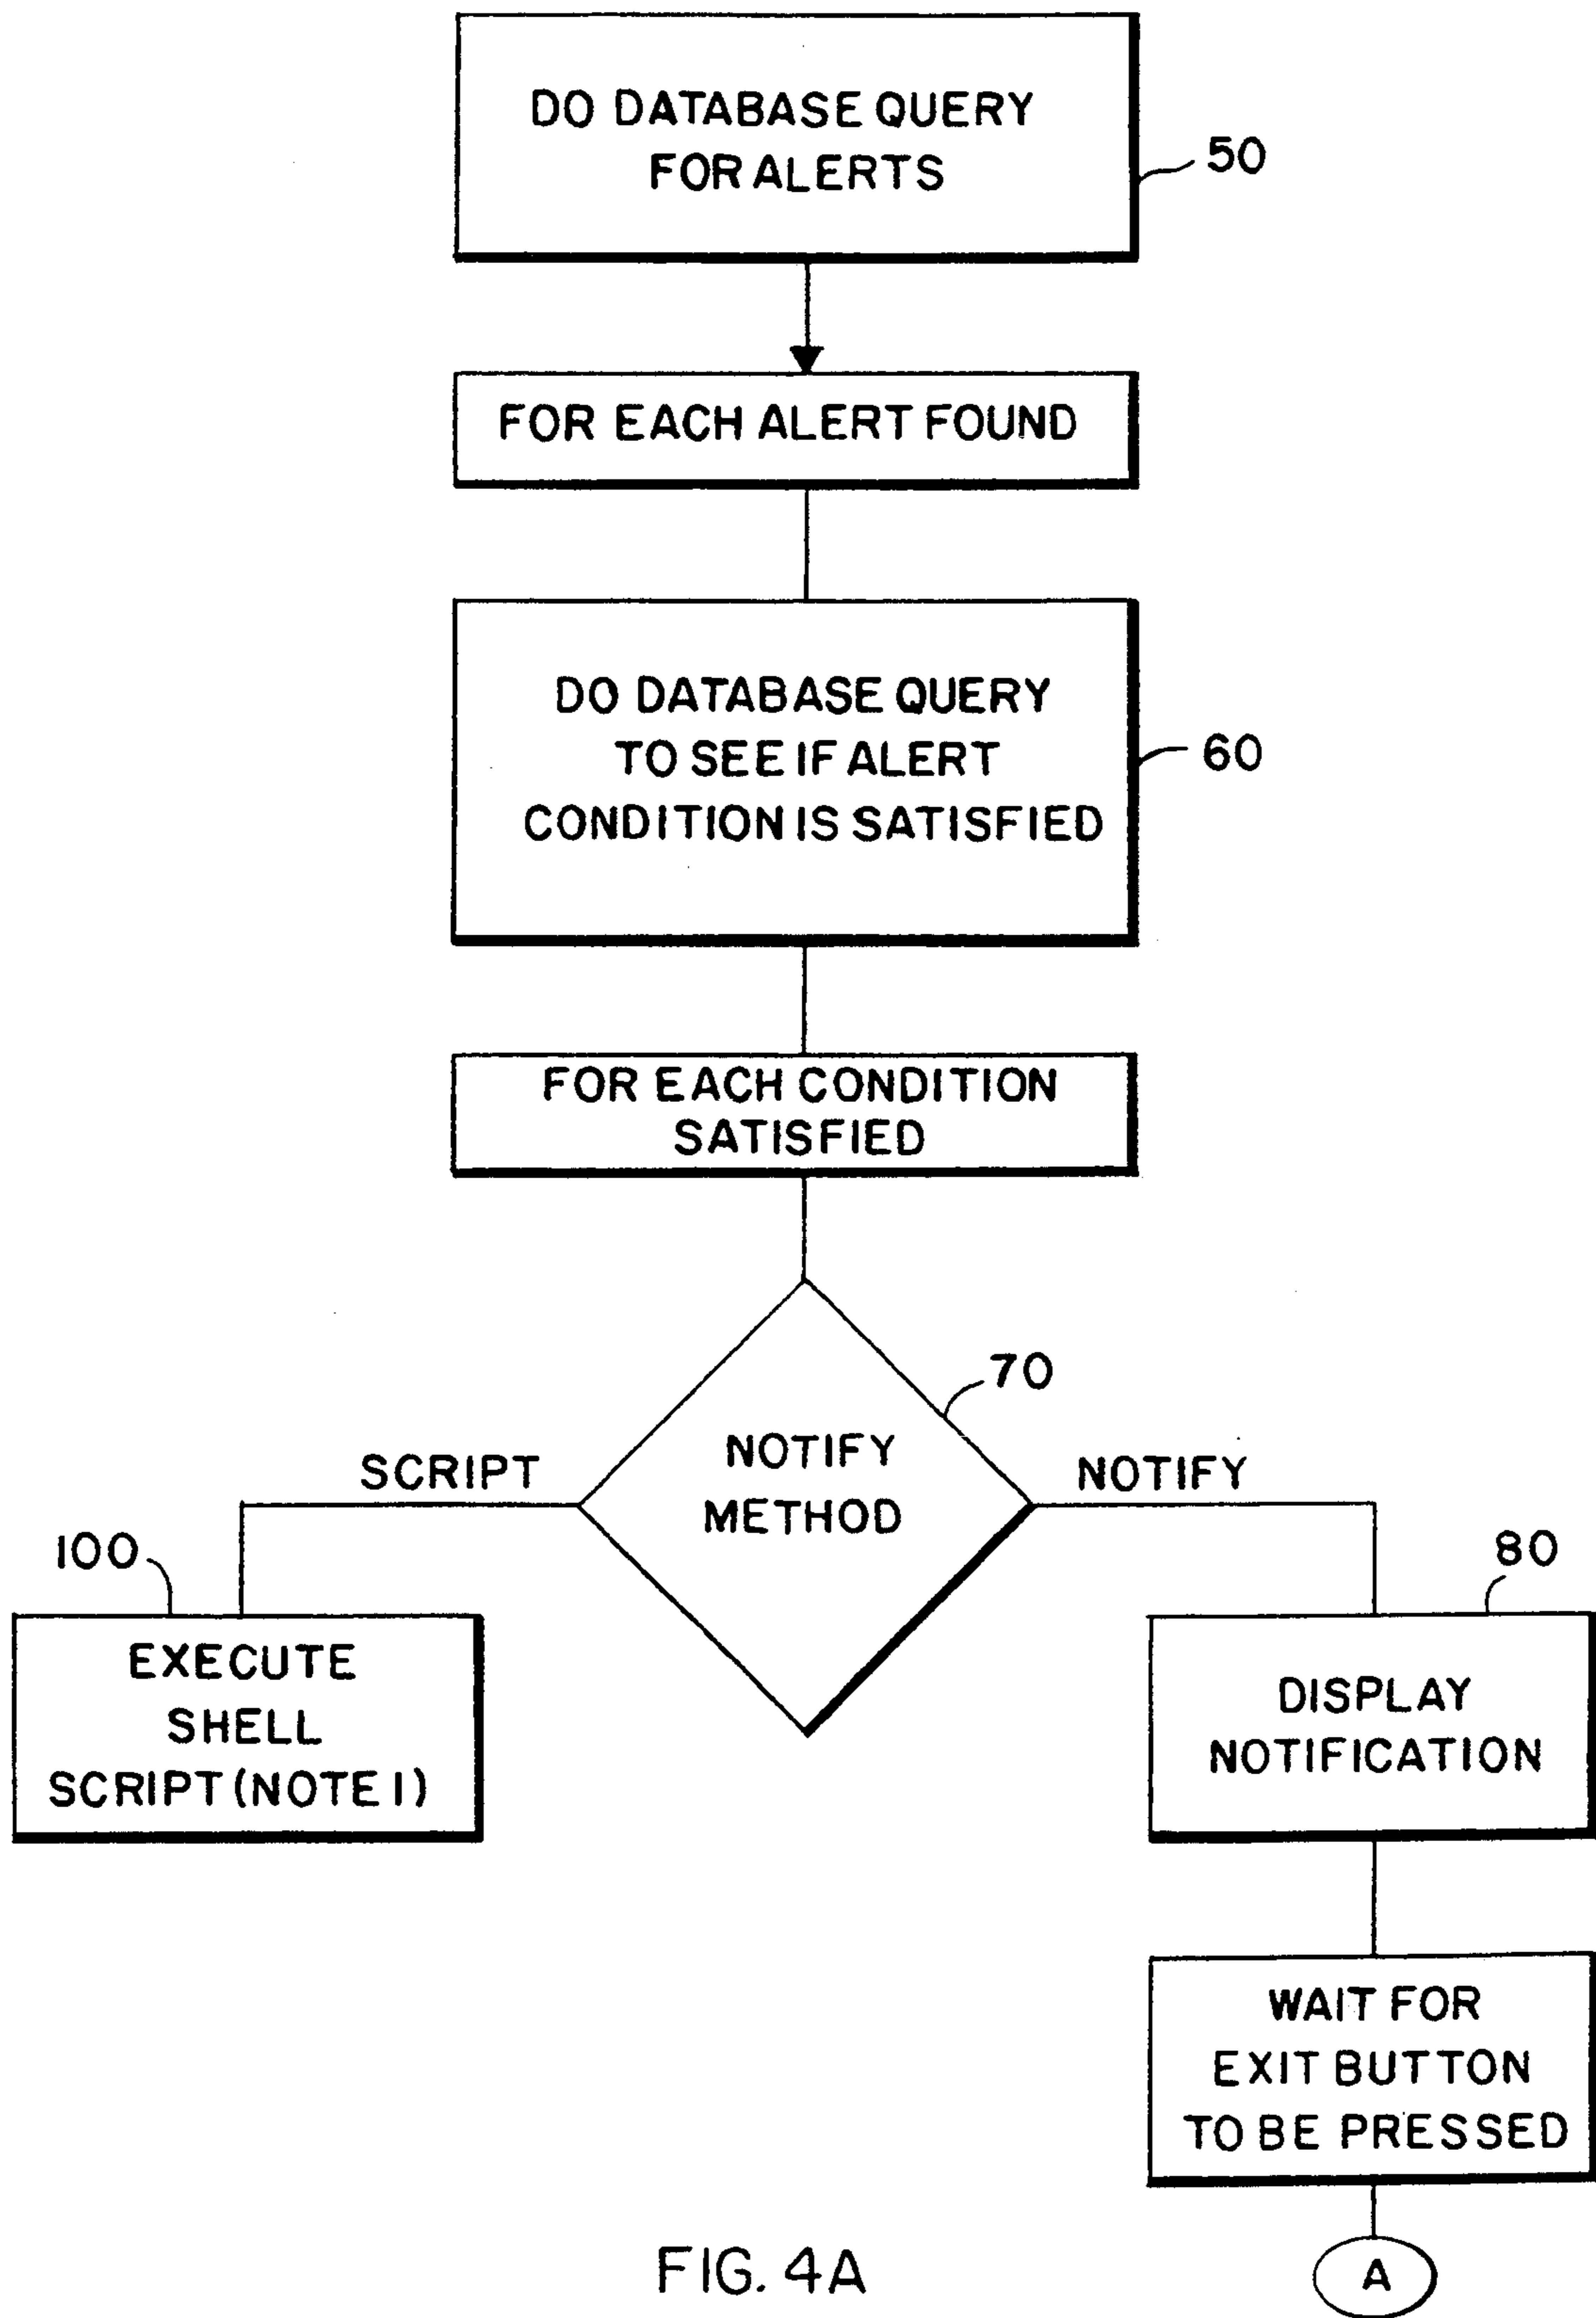 DO DATABASE QUERY
FOR ALERTS
50
FOR EACH ALERT FOUND
DO DATABASE QUERY
TO SEE IF ALERT
CONDITION IS SATISFIED
60
FOR EACH CONDITION
SATISFIED
70
NOTIFY
METHOD
SCRIPT
NOTIFY
100
EXECUTE
SHELL
SCRIPT (NOTE 1)
80
DISPLAY
NOTIFICATION
WAIT FOR
EXIT BUTTON
TO BE PRESSED
A
FIG. 4A